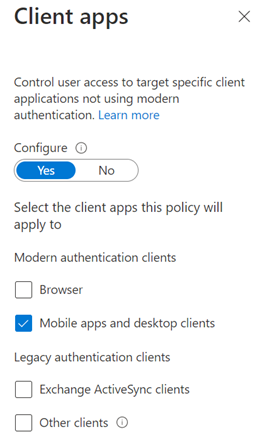 Client apps
Control user access to target specific client
applications not using modern
authentication. Learn more
Configure
Yes No
Select the client apps this policy will
apply to
Modern authentication clients
Browser
Mobile apps and desktop clients
Legacy authentication clients
Exchange ActiveSync clients
Other clients